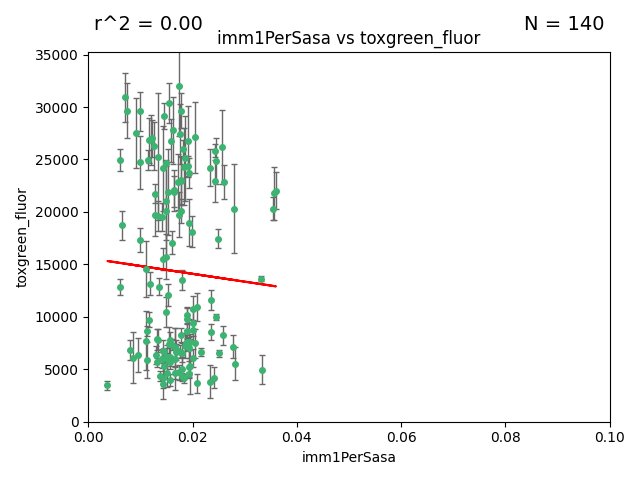 r^2 = 0.00
N = 140
imm1PerSasa vs toxgreen_fluor
35000
30000
25000
20000
15000
10000
5000
0
toxgreen_fluor
0.00
0.02
0.04
0.06
0.08
0.10
imm1PerSasa